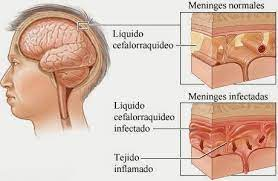 Meninges normales
Líquido
cefalorraquídeo
Meninges infectadas
Líquido
cefalorraquídeo
infectado
Tejido
inflamado